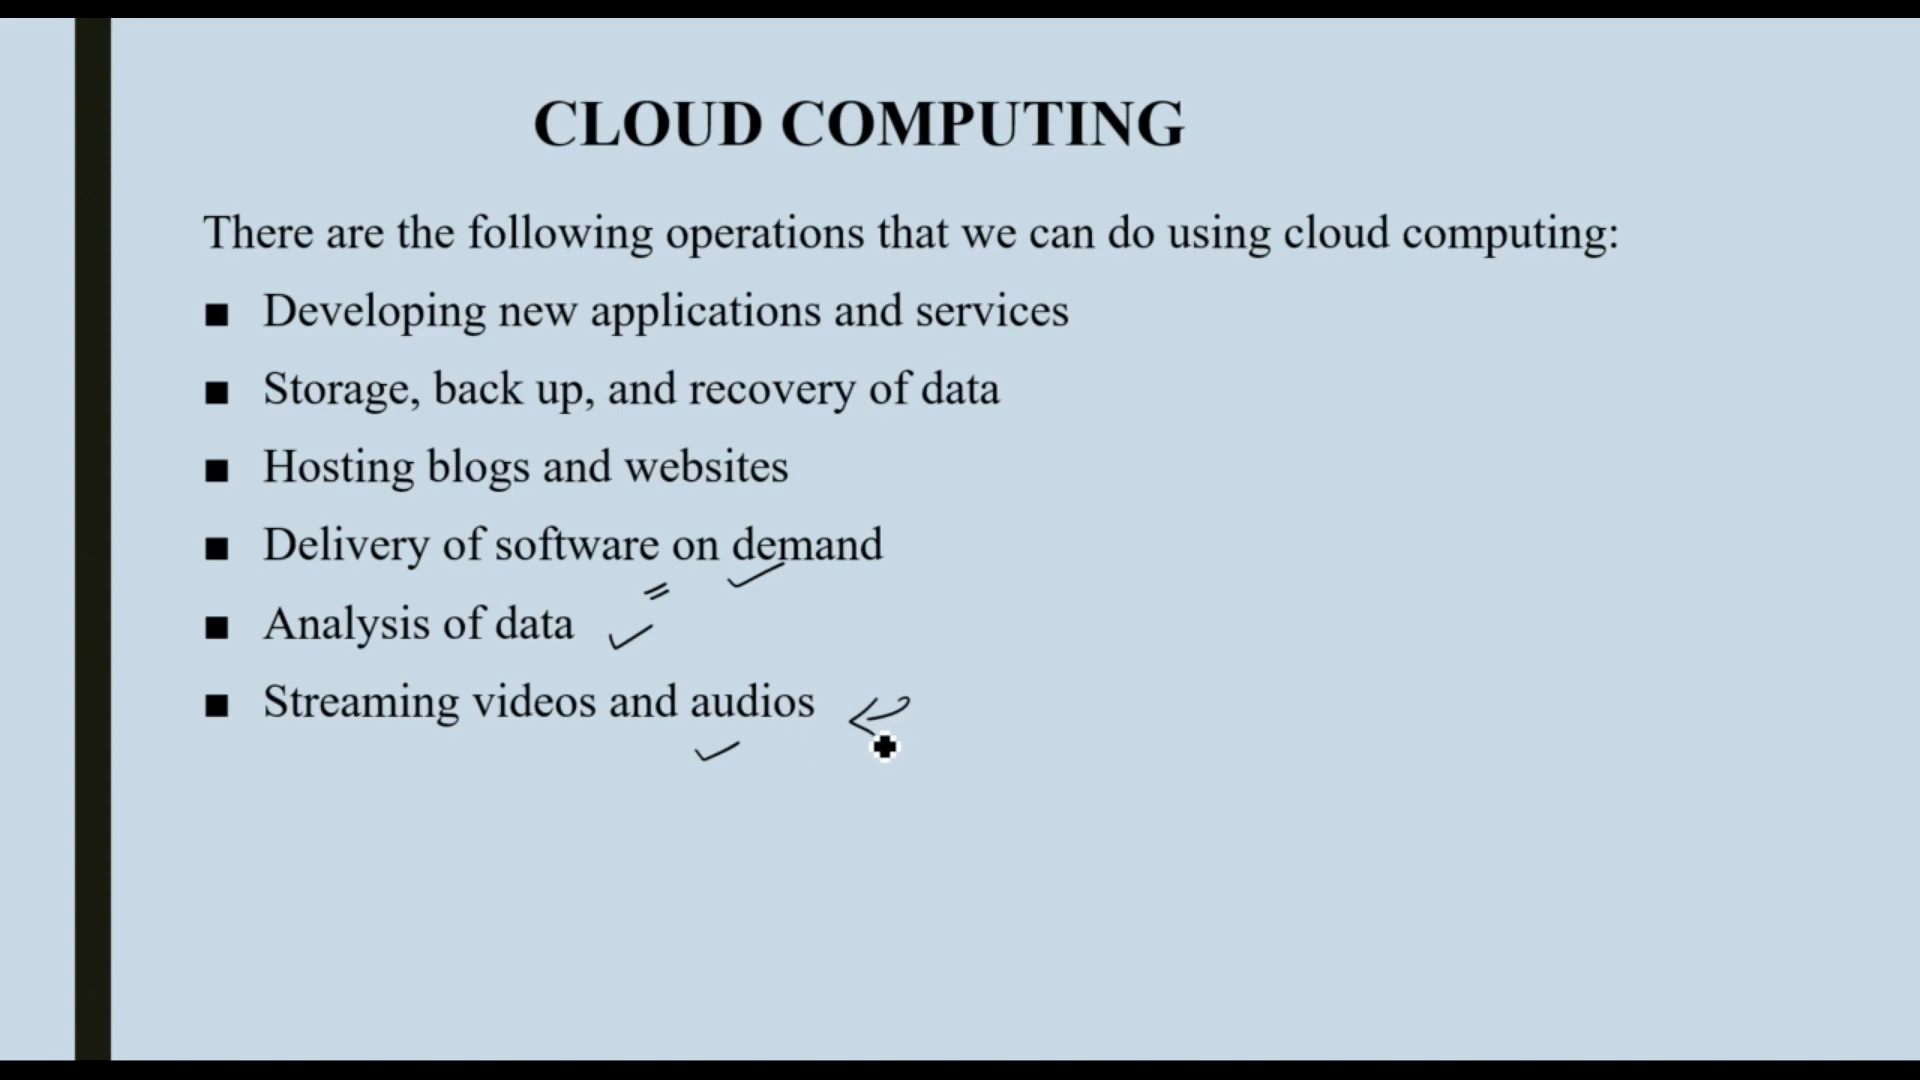 CLOUD COMPUTING
There are the following operations that we can do using cloud computing:
■ Developing new applications and services
■ Storage, back up, and recovery of data
■ Hosting blogs and websites
■ Delivery of software on demand
■ Analysis of data
■ Streaming videos and audios